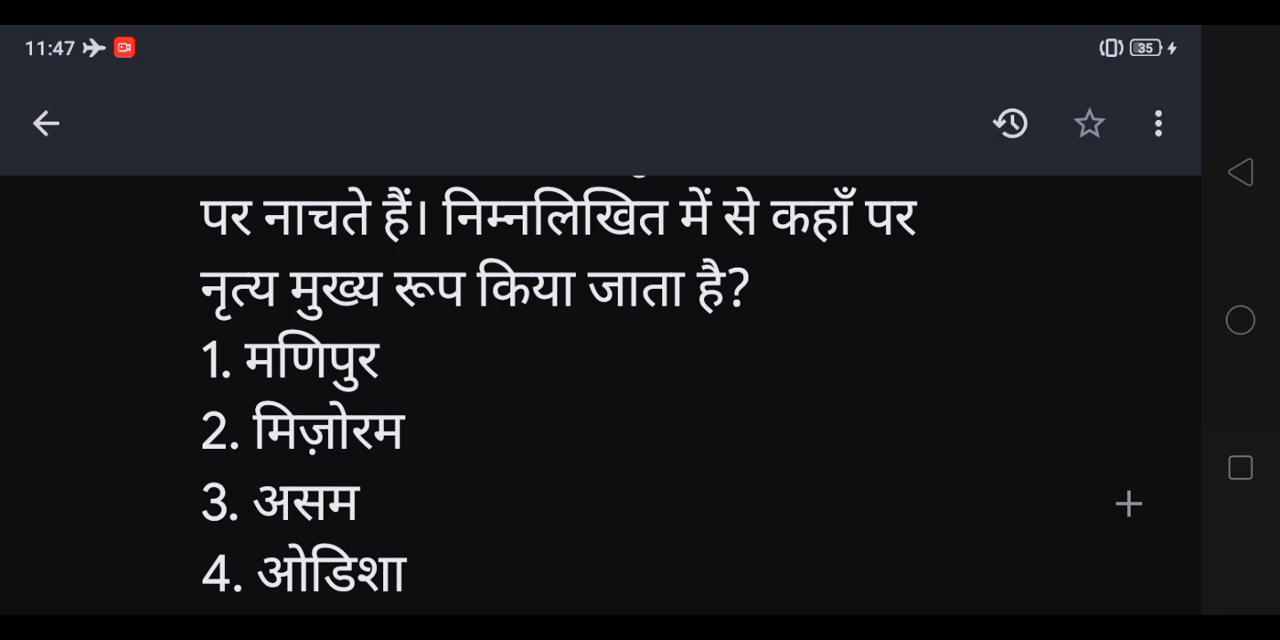 11:47
35
पर नाचते हैं। निम्नलिखित में से कहाँ पर
नृत्य मुख्य रूप किया जाता है?
1. मणिपुर
2. मिज़ोरम
3. असम
4. ओडिशा